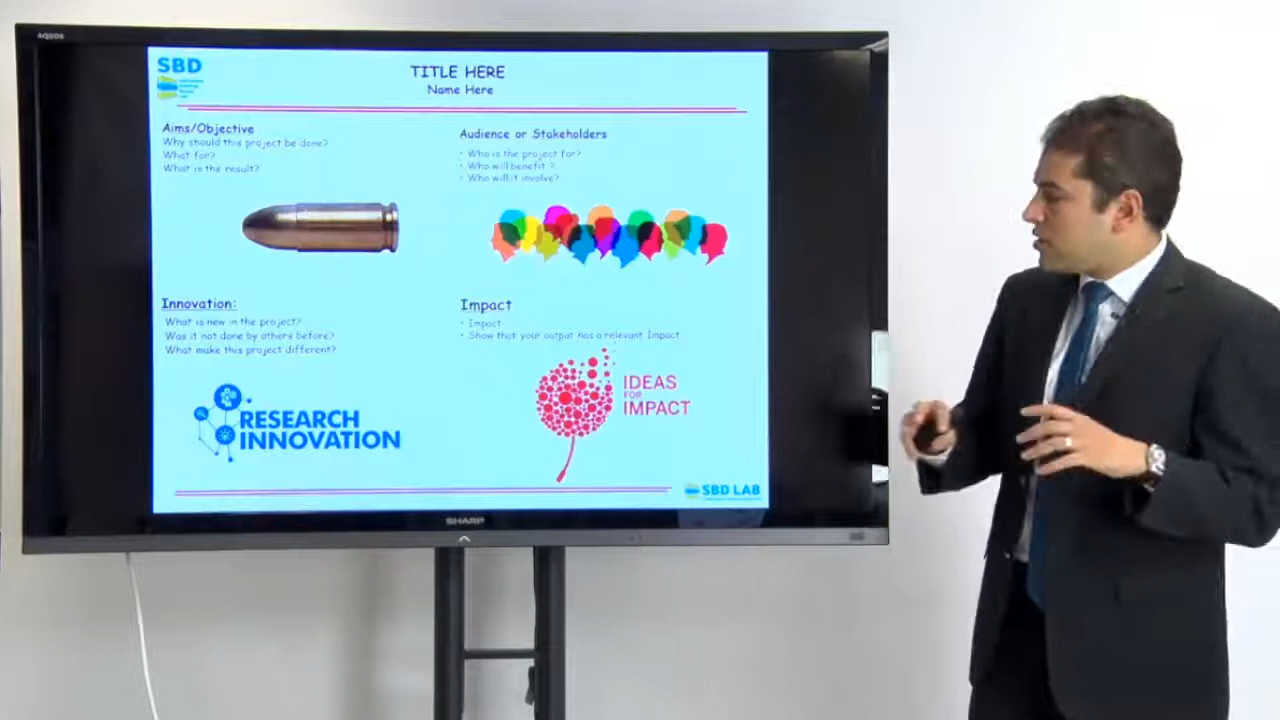 AQUOS
SBD
TITLE HERE
Name Here
Aims/Objective
Why should this project be done?
What for?
What is the result?
Audience or Stakeholders
• Who is the project for?
• Who will benefit ?
• Who will it involve?
Innovation:
What is new in the project?
Was it not done by others before?
What make this project different?
RESEARCH
INNOVATION
Impact
• Impact
• Show that your output has a relevant Impact
IDEAS
FOR
IMPACT
SBD LAB
SHARP